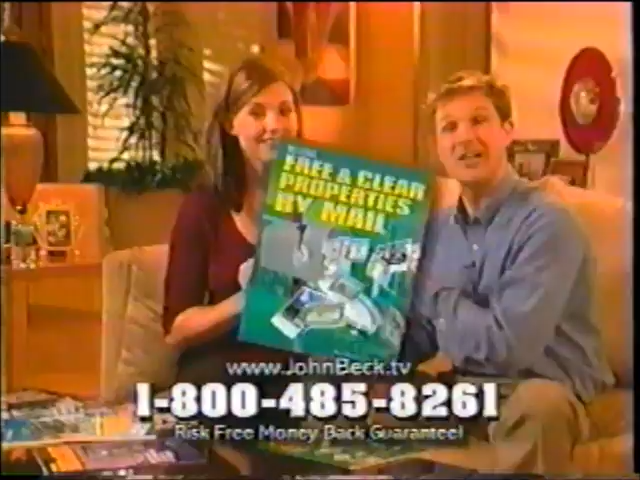 FREE & CLEAR
PROPERTIES
BY MAIL
www.JohnBeck.tv
1-800-485-8261
Risk Free Money Back Guarantee!